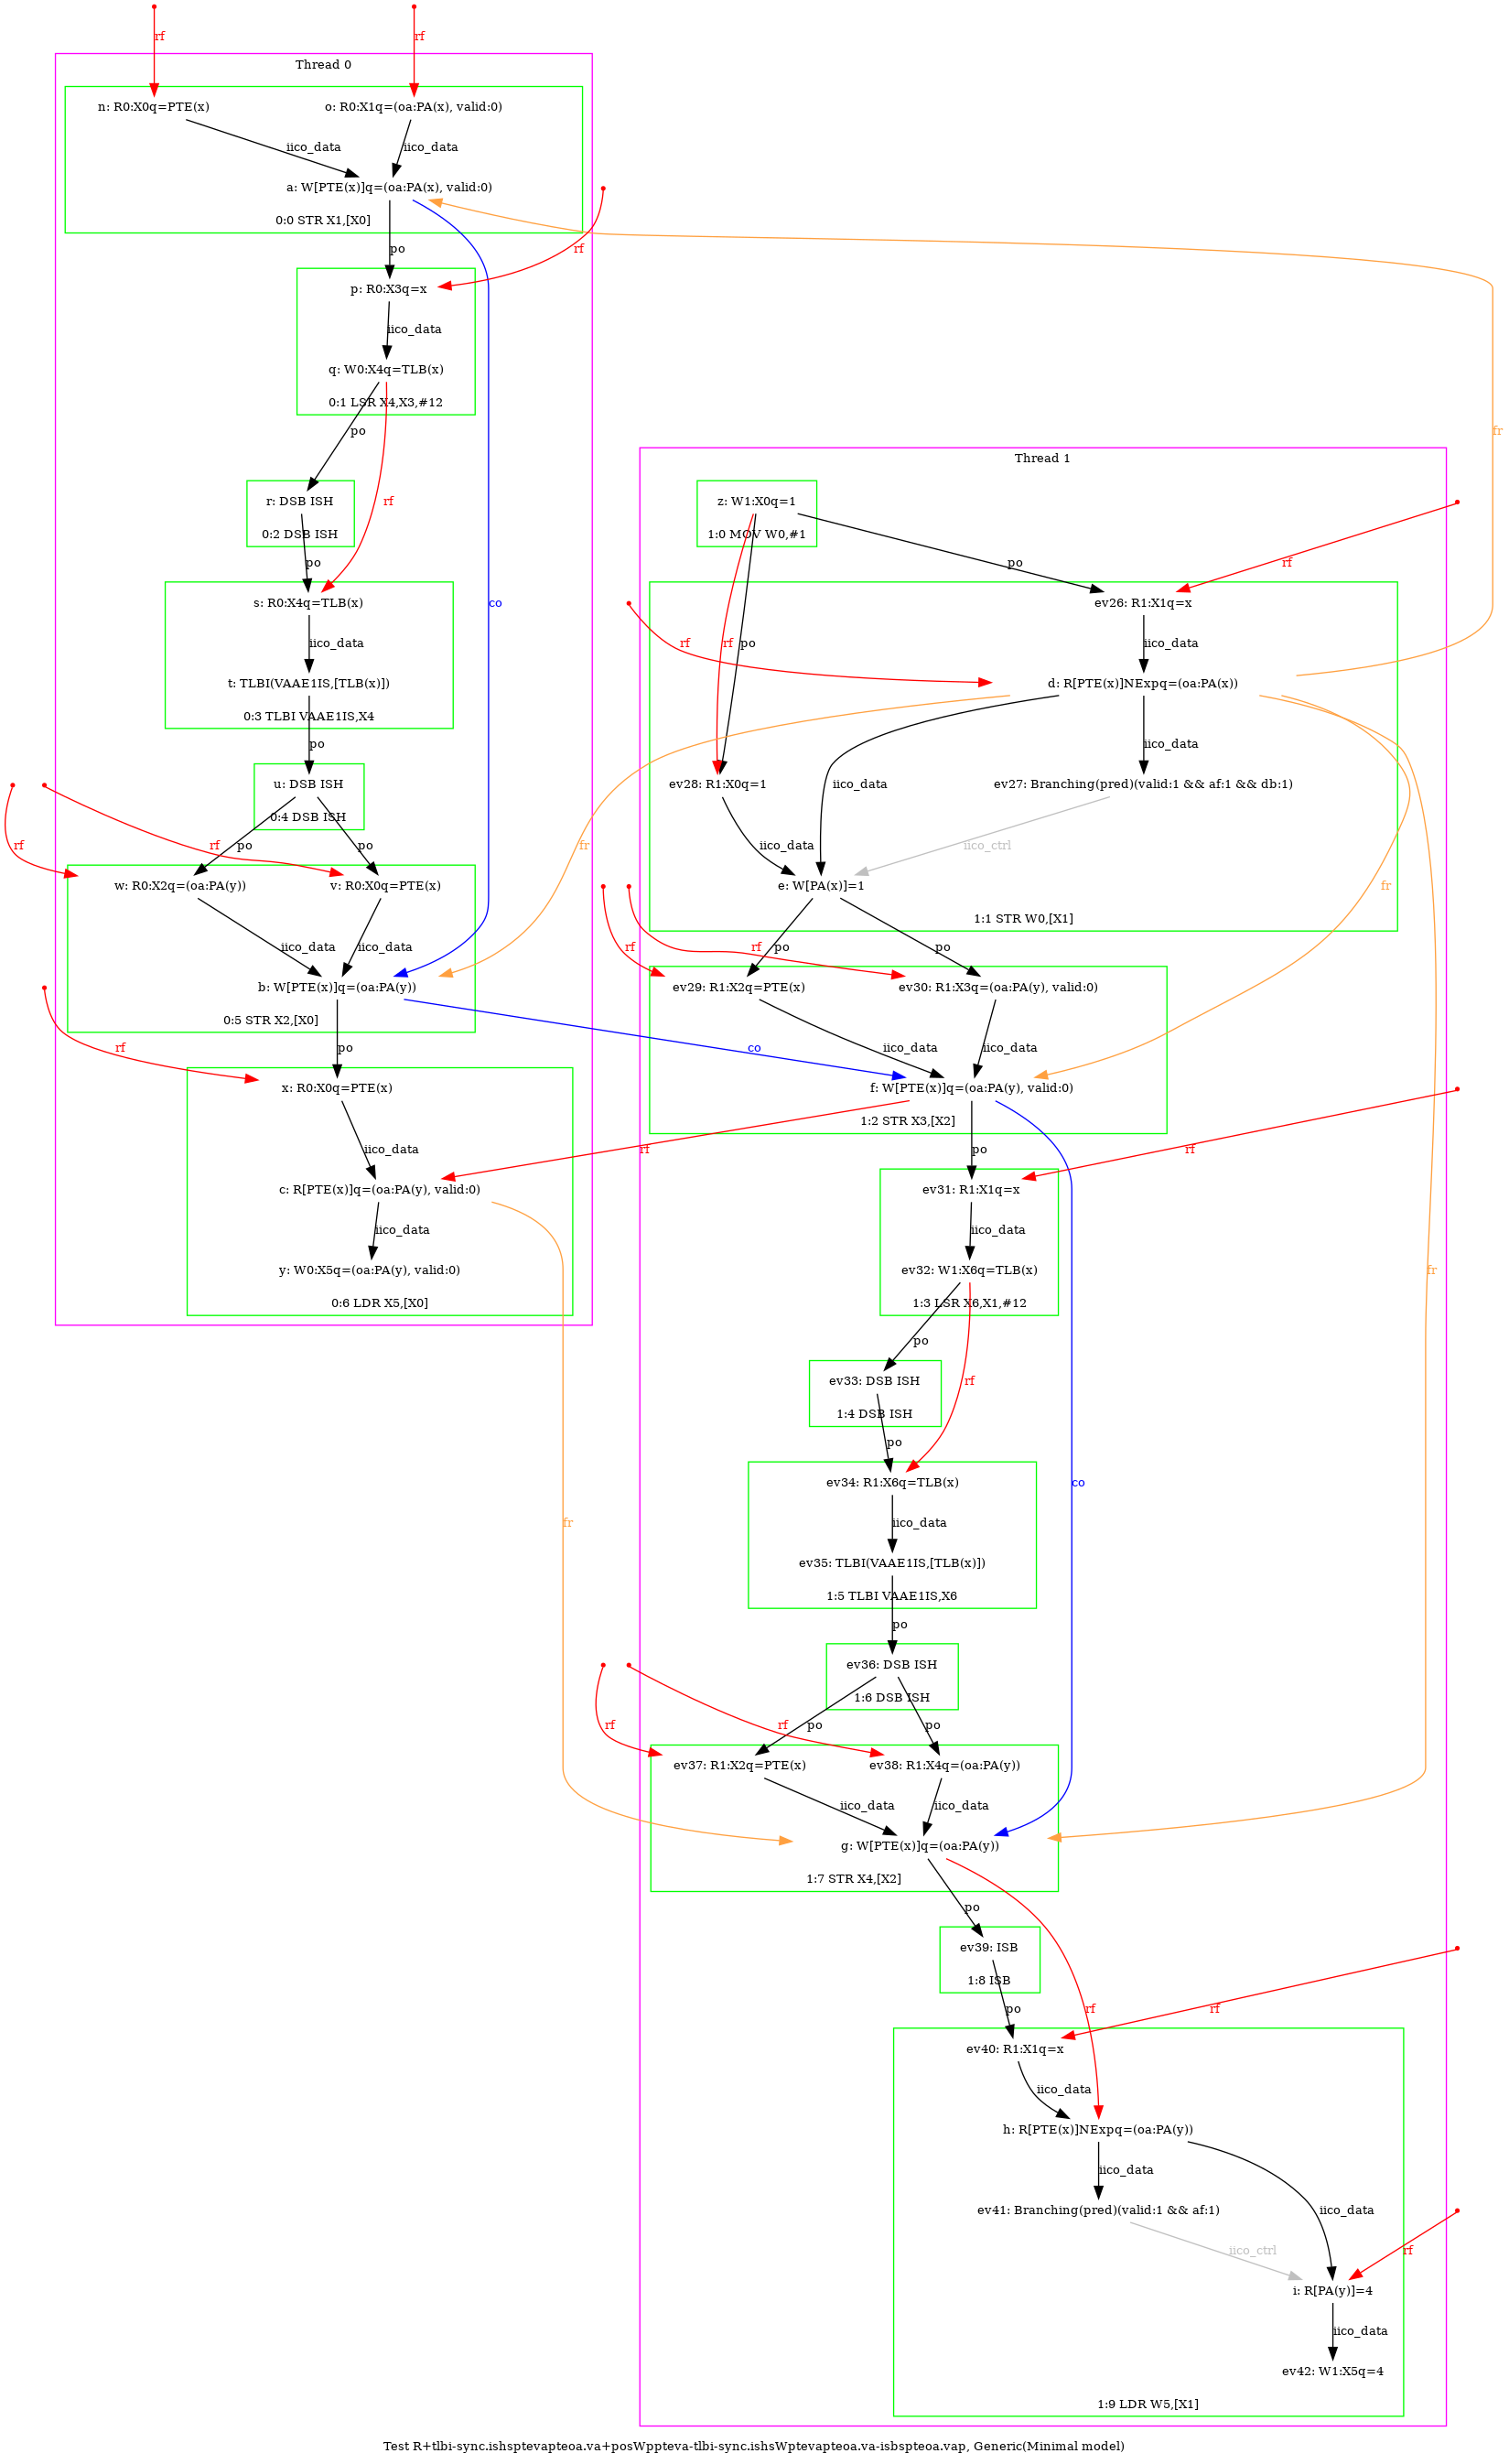 rf
rf
Thread 0
n: R0:X0q=PTE(x)
o: R0:X1q=(oa:PA(x), valid:0)
iico_data
iico_data
a: W[PTE(x)]q=(oa:PA(x), valid:0)
0:0 STR X1,[X0]
po
rf
p: R0:X3q=x
iico_data
q: W0:X4q=TLB(x)
0:1 LSR X4,X3,#12
po
fr
Thread 1
r: DSB ISH
rf
z: W1:X0q=1
0:2 DSB ISH
1:0 MOV W0,#1
po
po
rf
s: R0:X4q=TLB(x)
co
ev26: R1:X1q=x
iico_data
rf
rf
po
iico_data
t: TLBI(VAAE1IS,[TLB(x)])
d: R[PTE(x)]NExpq=(oa:PA(x))
0:3 TLBI VAAE1IS,X4
po
iico_data
u: DSB ISH
ev28: R1:X0q=1
iico_data
ev27: Branching(pred)(valid:1 && af:1 && db:1)
0:4 DSB ISH
rf
rf
po
po
fr
iico_data
iico_ctrl
w: R0:X2q=(oa:PA(y))
v: R0:X0q=PTE(x)
e: W[PA(x)]=1
fr
1:1 STR W0,[X1]
iico_data
iico_data
rf
rf
po
po
b: W[PTE(x)]q=(oa:PA(y))
ev29: R1:X2q=PTE(x)
ev30: R1:X3q=(oa:PA(y), valid:0)
0:5 STR X2,[X0]
rf
po
co
iico_data
iico_data
x: R0:X0q=PTE(x)
f: W[PTE(x)]q=(oa:PA(y), valid:0)
1:2 STR X3,[X2]
iico_data
rf
po
rf
c: R[PTE(x)]q=(oa:PA(y), valid:0)
ev31: R1:X1q=x
iico_data
iico_data
y: W0:X5q=(oa:PA(y), valid:0)
ev32: W1:X6q=TLB(x)
fr
0:6 LDR X5,[X0]
1:3 LSR X6,X1,#12
po
ev33: DSB ISH
rf
1:4 DSB ISH
po
ev34: R1:X6q=TLB(x)
co
fr
iico_data
ev35: TLBI(VAAE1IS,[TLB(x)])
1:5 TLBI VAAE1IS,X6
po
ev36: DSB ISH
1:6 DSB ISH
rf
rf
po
po
ev37: R1:X2q=PTE(x)
ev38: R1:X4q=(oa:PA(y))
iico_data
iico_data
g: W[PTE(x)]q=(oa:PA(y))
1:7 STR X4,[X2]
po
ev39: ISB
1:8 ISB
po
rf
rf
ev40: R1:X1q=x
iico_data
h: R[PTE(x)]NExpq=(oa:PA(y))
iico_data
ev41: Branching(pred)(valid:1 && af:1)
iico_data
iico_ctrl
rf
i: R[PA(y)]=4
iico_data
ev42: W1:X5q=4
1:9 LDR W5,[X1]
Test R+tlbi-sync.ishsptevapteoa.va+posWppteva-tlbi-sync.ishsWptevapteoa.va-isbspteoa.vap, Generic(Minimal model)